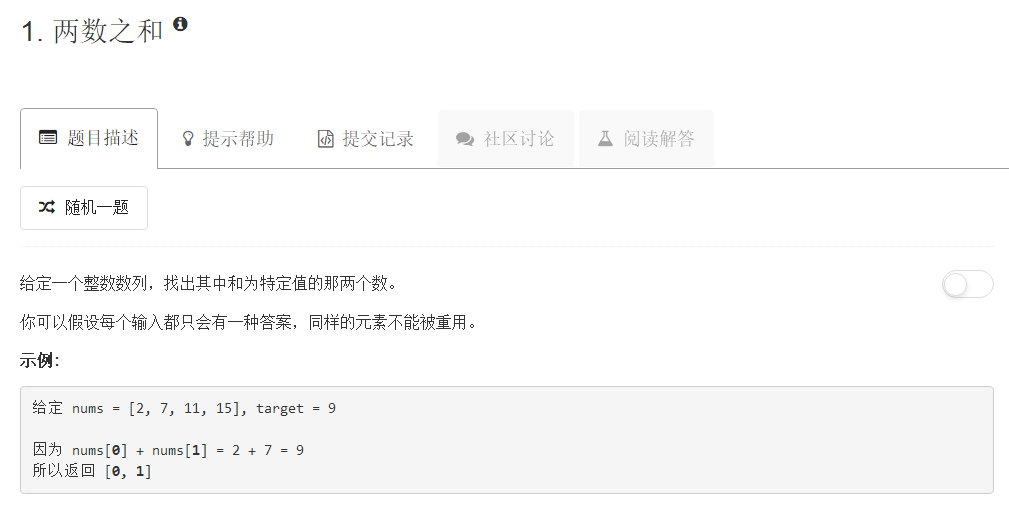 1. 两数之和
题目描述 提示帮助 提交记录 社区讨论 阅读解答
随机一题
给定一个整数数列，找出其中和为特定值的那两个数。
你可以假设每个输入都只会有一种答案，同样的元素不能被重用。
示例:
给定 nums = [2, 7, 11, 15], target = 9
因为 nums[0] + nums[1] = 2 + 7 = 9
所以返回 [0, 1]